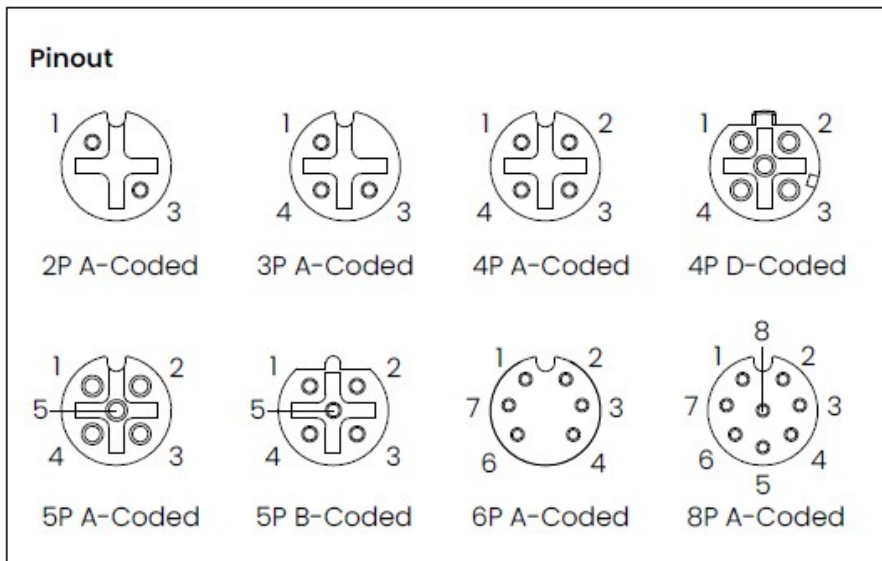 Pinout
1
3
2P A-Coded
1
4 3
3P A-Coded
1 2
4 3
4P A-Coded
1 2
4 3
4P D-Coded
1 2
5
4 3
5P A-Coded
1 2
5
4 3
5P B-Coded
1 2
7 3
6 4
6P A-Coded
8
1 2
7 3
6 4
5
8P A-Coded